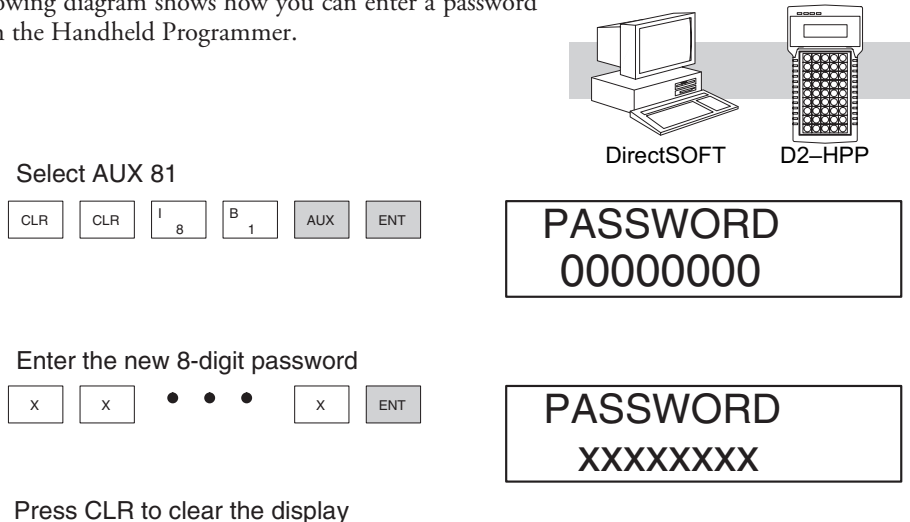 owing diagram shows how you can enter a password
the Handheld Programmer.
DirectSOFT D2–HPP
Select AUX 81
CLR CLR I 8 B 1 AUX ENT
PASSWORD
00000000
Enter the new 8-digit password
X X • • • X ENT
PASSWORD
XXXXXXXX
Press CLR to clear the display